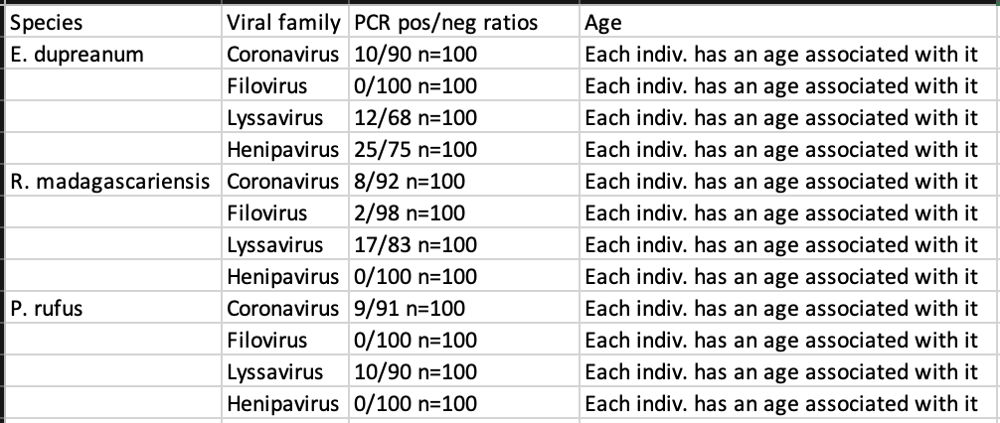 Species Viral family PCR pos/neg ratios Age
E. dupreanum Coronavirus 10/90 n=100 Each indiv. has an age associated with it
Filovirus 0/100 n=100 Each indiv. has an age associated with it
Lyssavirus 12/68 n=100 Each indiv. has an age associated with it
Henipavirus 25/75 n=100 Each indiv. has an age associated with it
R. madagascariensis Coronavirus 8/92 n=100 Each indiv. has an age associated with it
Filovirus 2/98 n=100 Each indiv. has an age associated with it
Lyssavirus 17/83 n=100 Each indiv. has an age associated with it
Henipavirus 0/100 n=100 Each indiv. has an age associated with it
P. rufus Coronavirus 9/91 n=100 Each indiv. has an age associated with it
Filovirus 0/100 n=100 Each indiv. has an age associated with it
Lyssavirus 10/90 n=100 Each indiv. has an age associated with it
Henipavirus 0/100 n=100 Each indiv. has an age associated with it